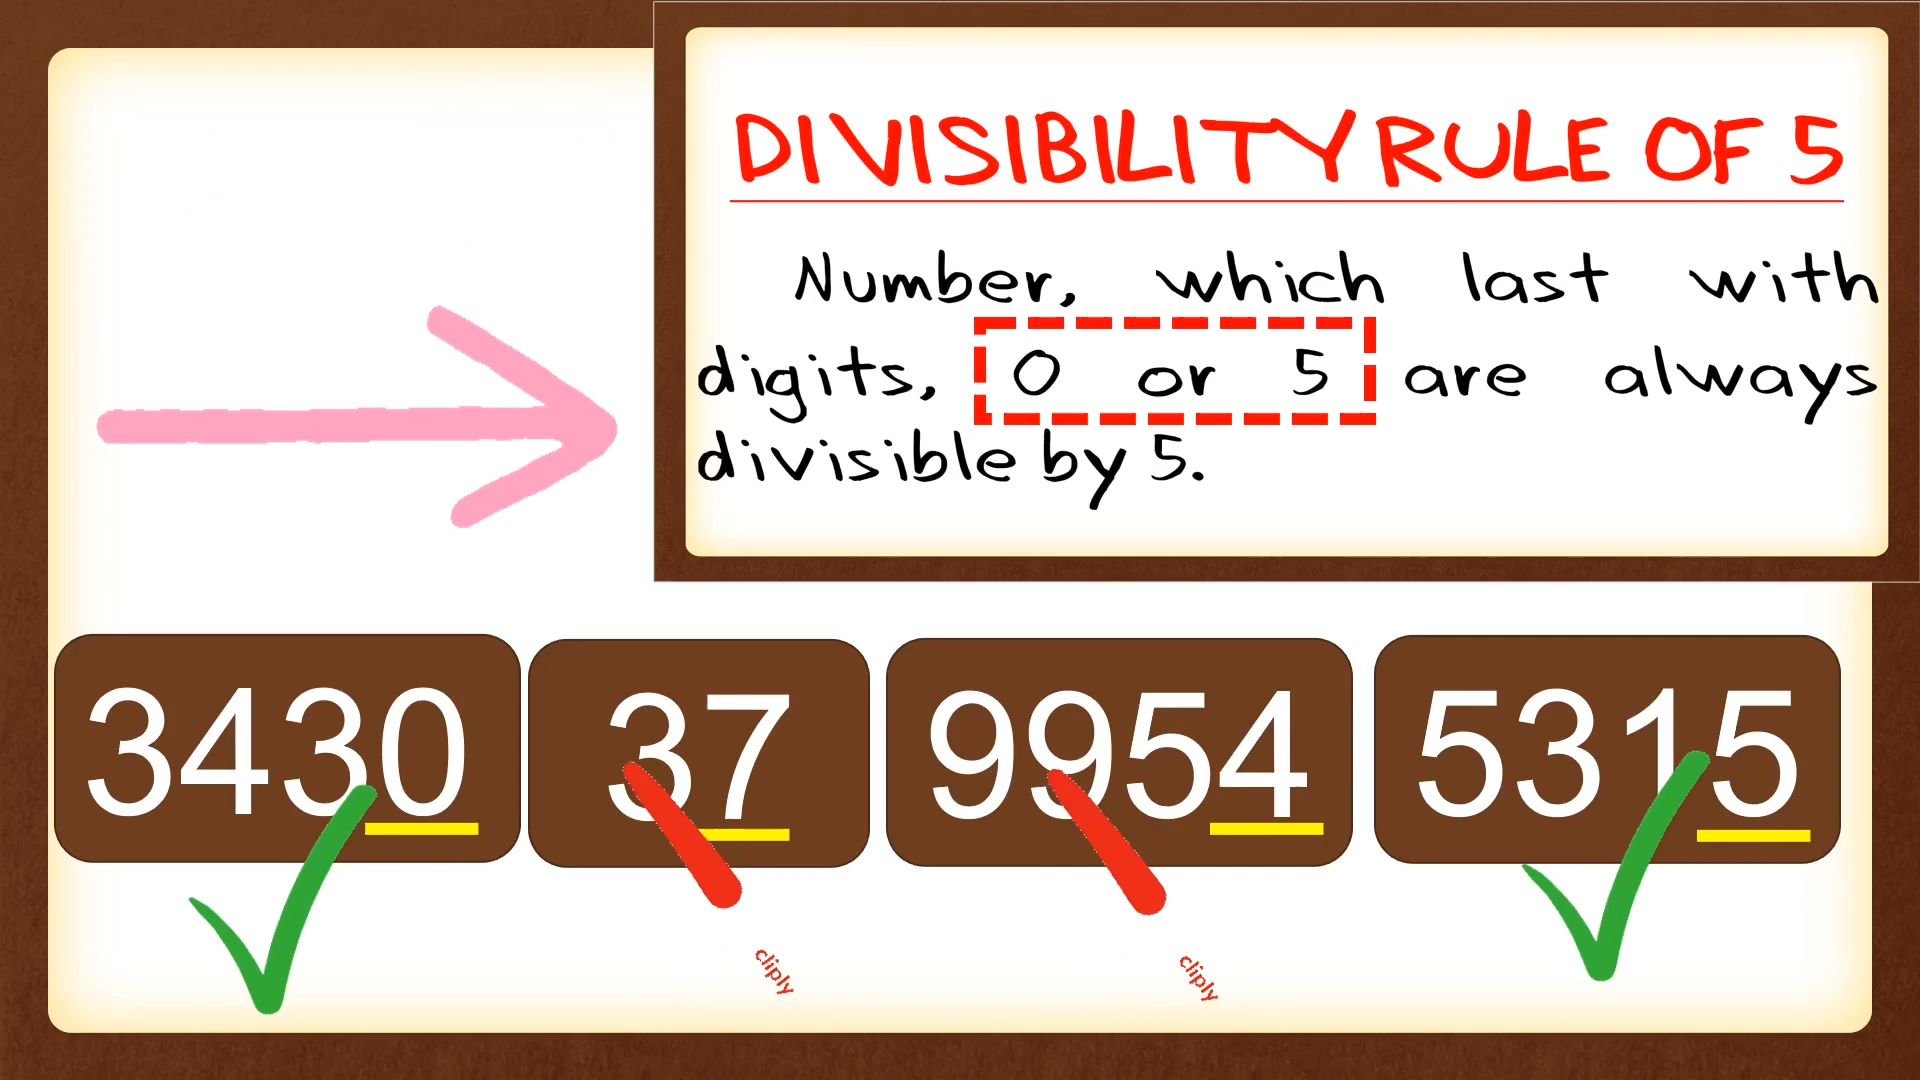 DIVISIBILITY RULE OF 5
Number, which last with
digits, 0 or 5 are always
divisible by 5.
3430 37 9954 5315
cliply cliply